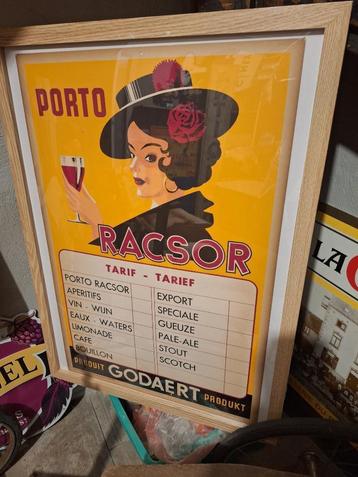 PORTO
RACSOR
TARIF - TARIEF
PORTO RACSOR
APERITIFS
VIN - WIJN
EAUX - WATERS
LIMONADE
CAFE
BOUILLON
EXPORT
SPECIALE
GUEUZE
PALE-ALE
STOUT
SCOTCH
PRODUIT GODAERT PRODUKT
LA